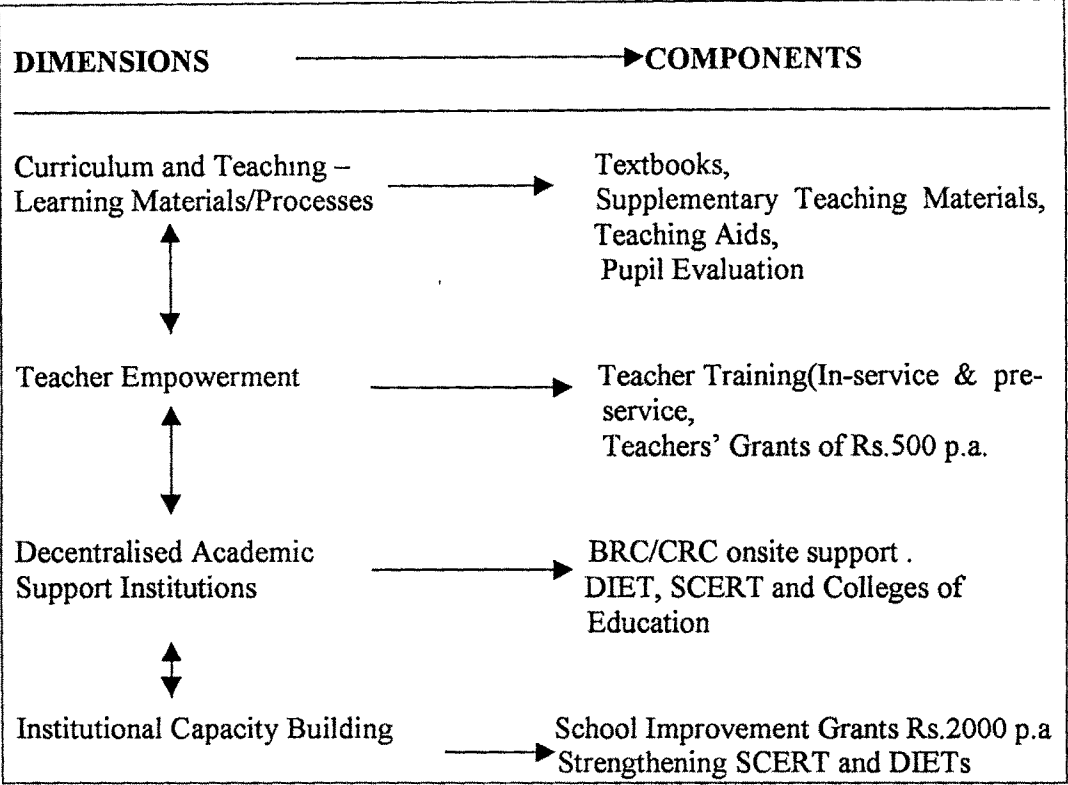 DIMENSIONS COMPONENTS
Curriculum and Teaching –
Learning Materials/Processes
Textbooks,
Supplementary Teaching Materials,
Teaching Aids,
Pupil Evaluation
Teacher Empowerment
Teacher Training(In-service & pre-
service,
Teachers' Grants of Rs.500 p.a.
Decentralised Academic
Support Institutions
BRC/CRC onsite support .
DIET, SCERT and Colleges of
Education
Institutional Capacity Building
School Improvement Grants Rs.2000 p.a
Strengthening SCERT and DIETs